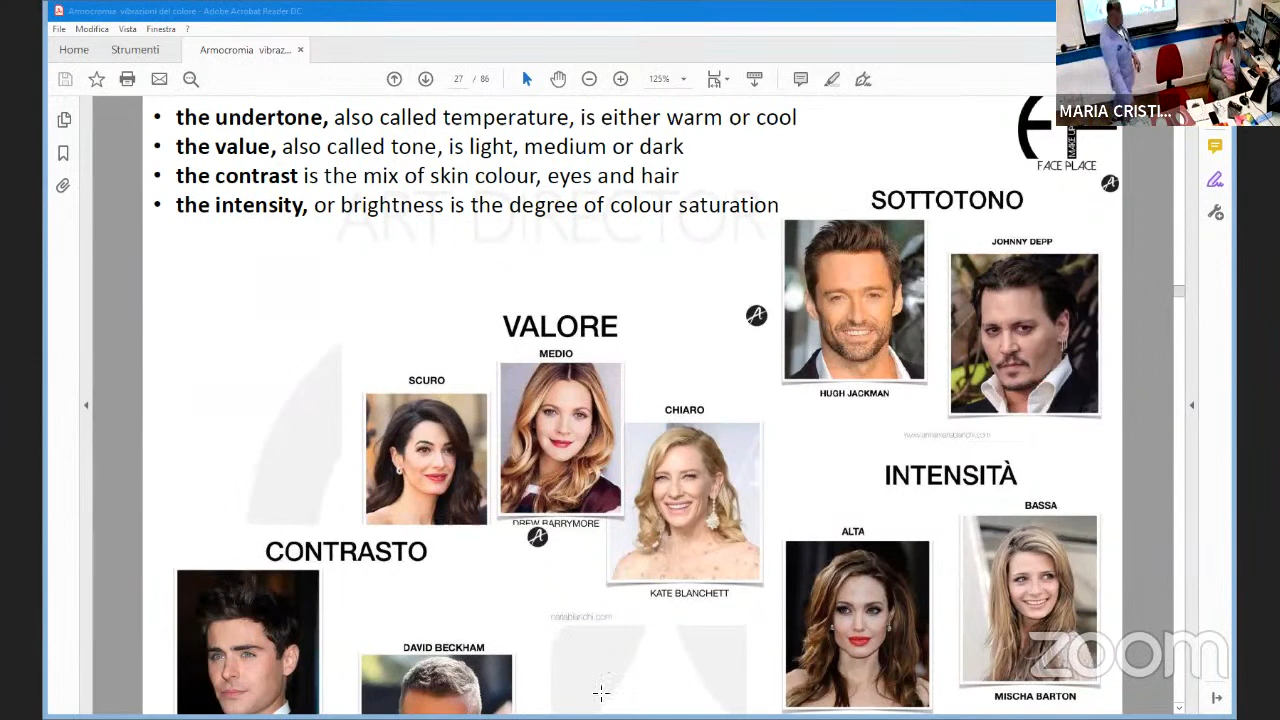 Armocromia vibrazioni del colore - Adobe Acrobat Reader DC
File Modifica Vista Finestra ?
Home Strumenti Armocromia vibraz... ×
27 / 86 125%
MARIA CRISTI...
• the undertone, also called temperature, is either warm or cool
• the value, also called tone, is light, medium or dark
• the contrast is the mix of skin colour, eyes and hair
• the intensity, or brightness is the degree of colour saturation
MAKE UP
FACE PLACE
ART DIRECTOR
SOTTOTONO
JOHNNY DEPP
HUGH JACKMAN
VALORE
MEDIO
SCURO
CHIARO
DREW BARRYMORE
KATE BLANCHETT
INTENSITÀ
BASSA
ALTA
MISCHA BARTON
CONTRASTO
DAVID BECKHAM
zoom